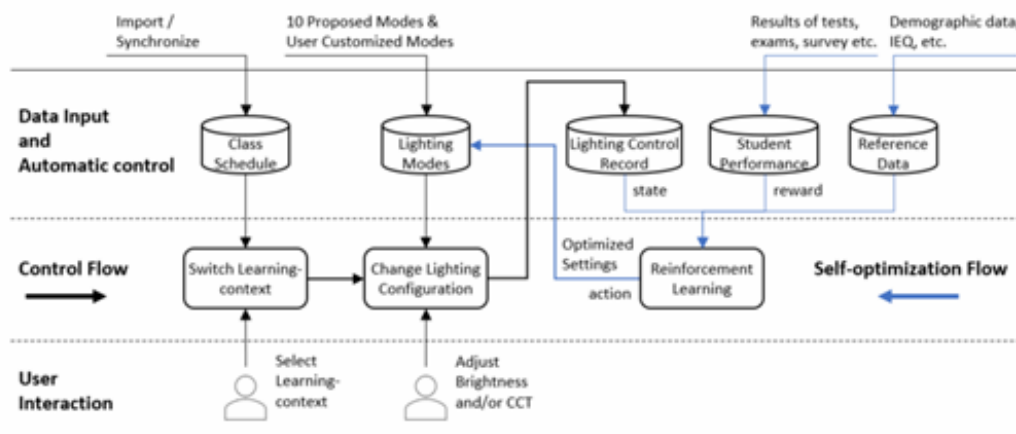 Import /
Synchronize
10 Proposed Modes &
User Customized Modes
Results of tests,
exams, survey etc.
Demographic data,
IEQ, etc.
Data Input
and
Automatic control
Class
Schedule
Lighting
Modes
Lighting Control
Record
Student
Performance
Reference
Data
state
reward
Control Flow
Switch Learning-
context
Change Lighting
Configuration
Optimized
Settings
action
Reinforcement
Learning
Self-optimization Flow
User
Interaction
Select
Learning-
context
Adjust
Brightness
and/or CCT